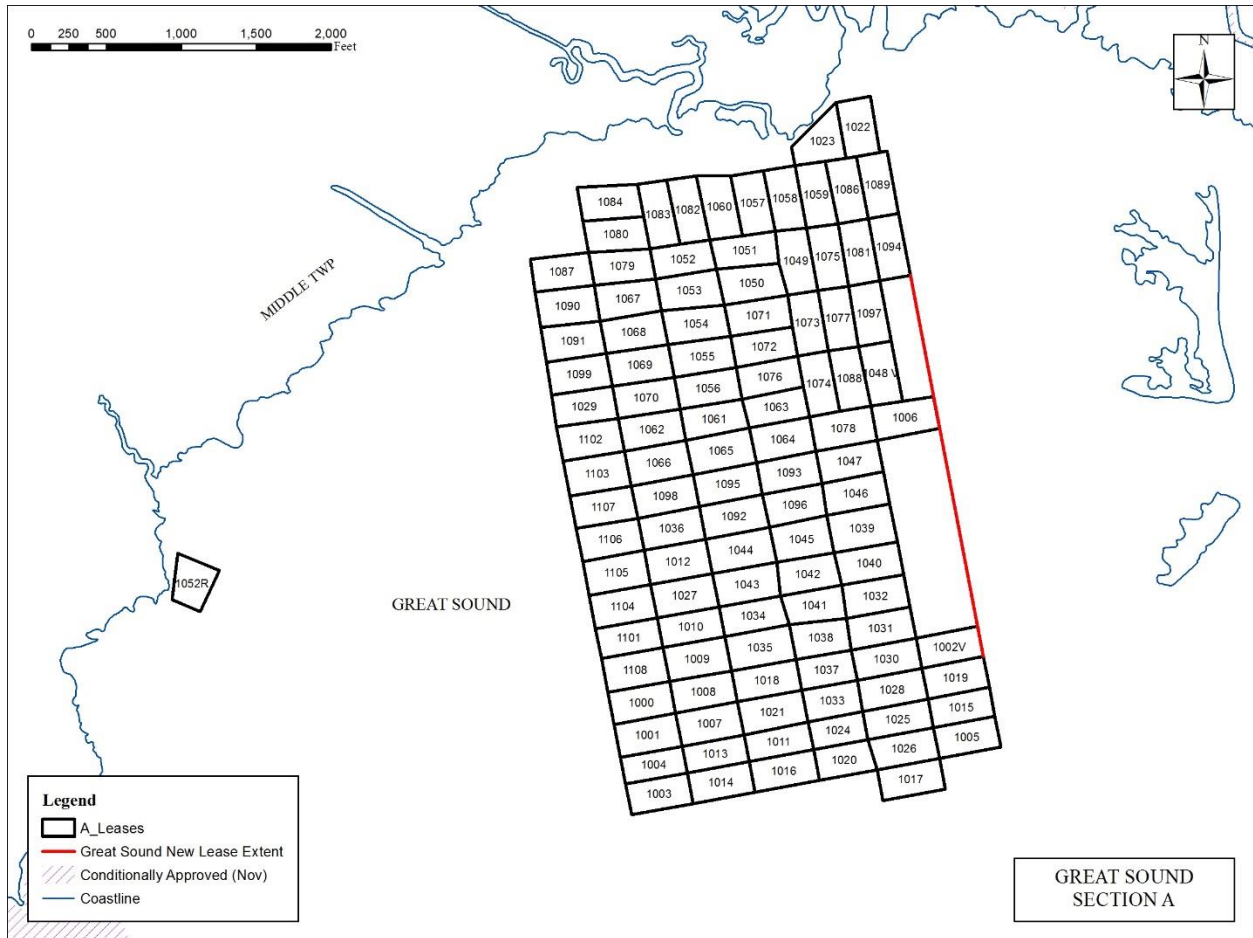 0 250 500 1,000 1,500 2,000
Feet
N
1022
1023
1084 1083 1082 1060 1057 1058 1059 1086 1089
1080
1087 1079 1052 1051 1049 1075 1081 1094
1090 1067 1053 1050
1091 1068 1054 1071 1073 1077 1097
1099 1069 1055 1072
1029 1070 1056 1076 1074 1088 1048 V
1102 1062 1061 1063 1078 1006
1103 1066 1065 1064 1047
1107 1098 1095 1093 1046
1106 1036 1092 1096 1039
1105 1012 1044 1045 1040
1104 1027 1043 1042 1032
1101 1010 1034 1041 1031
1108 1009 1035 1038 1030 1002V
1000 1008 1018 1037 1028 1019
1001 1007 1021 1033 1025 1015
1004 1013 1011 1024 1026 1005
1003 1014 1016 1020 1017
MIDDLE TWP
1052R
GREAT SOUND
Legend
A_Leases
Great Sound New Lease Extent
Conditionally Approved (Nov)
Coastline
GREAT SOUND
SECTION A